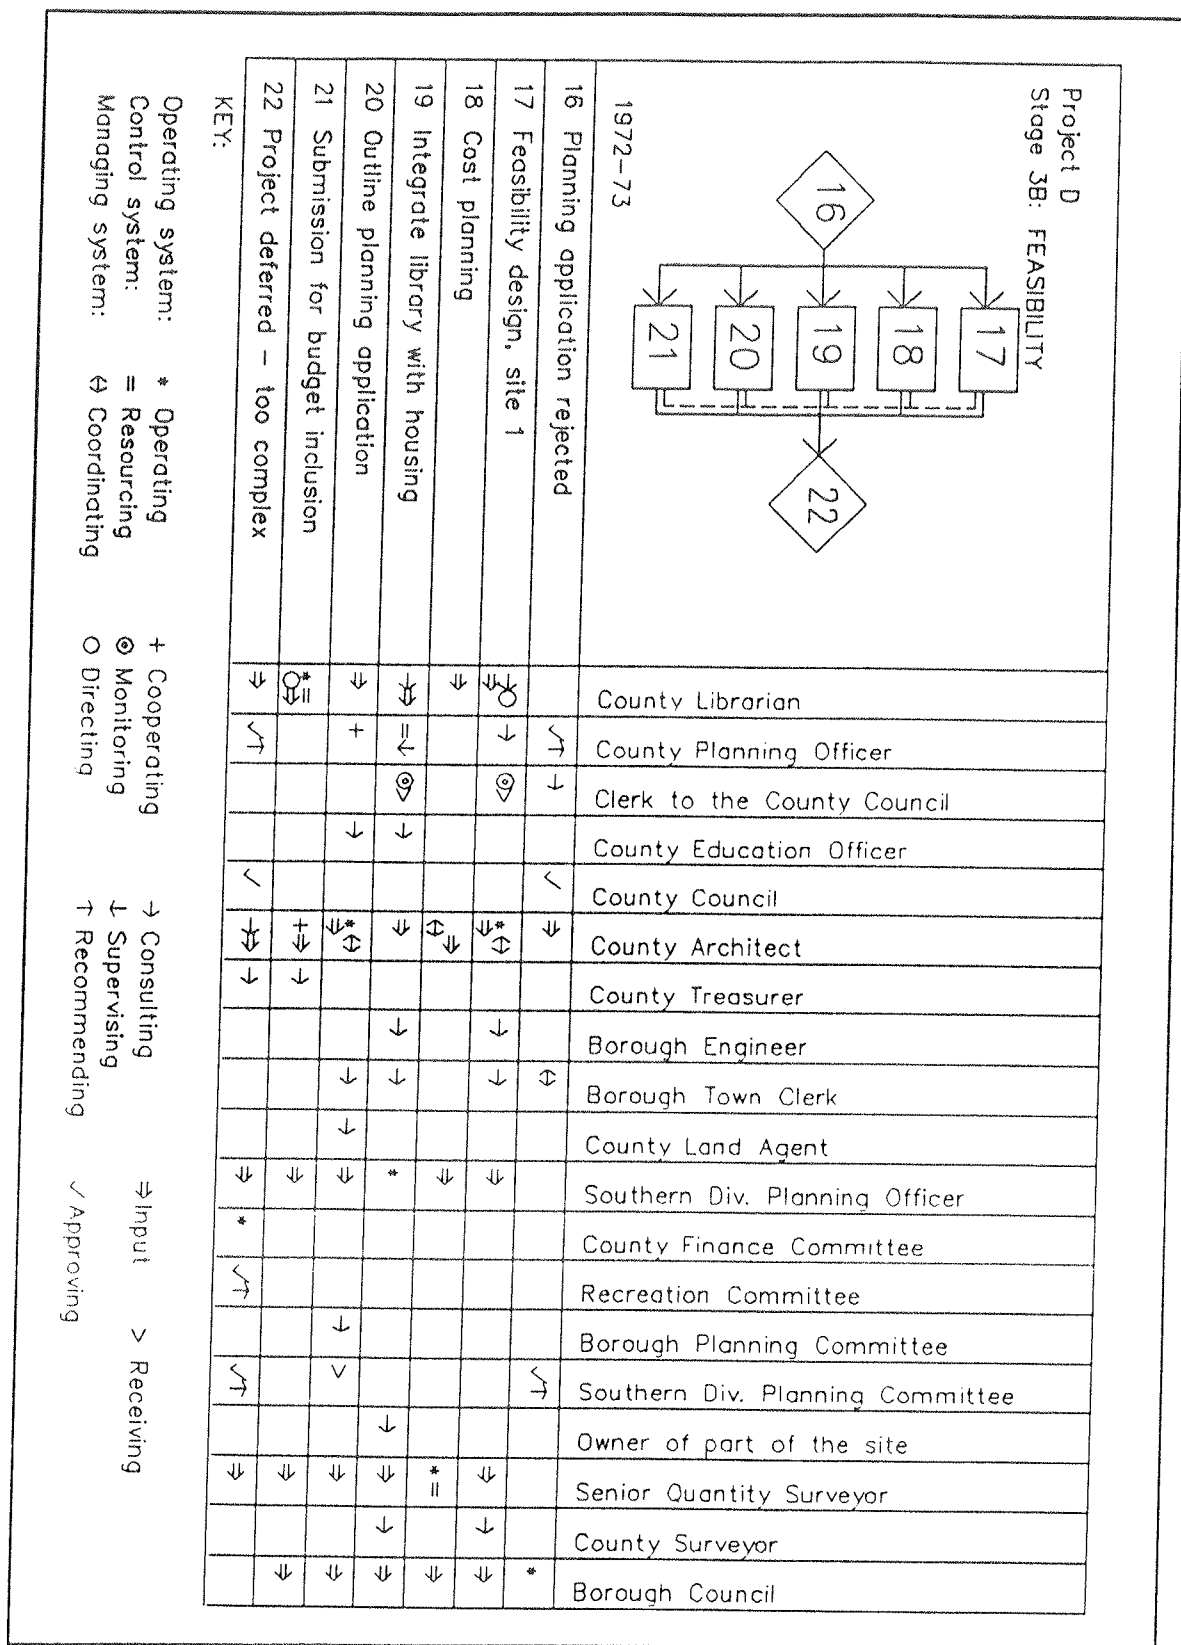 Project D
Stage 3B: FEASIBILITY
16
17
18
19
20
21
22
1972-73
County Librarian
County Planning Officer
Clerk to the County Council
County Education Officer
County Council
County Architect
County Treasurer
Borough Engineer
Borough Town Clerk
County Land Agent
Southern Div. Planning Officer
County Finance Committee
Recreation Committee
Borough Planning Committee
Southern Div. Planning Committee
Owner of part of the site
Senior Quantity Surveyor
County Surveyor
Borough Council
16 Planning application rejected
17 Feasibility design, site 1
18 Cost planning
19 Integrate library with housing
20 Outline planning application
21 Submission for budget inclusion
22 Project deferred – too complex
KEY:
Operating system: * Operating + Cooperating → Consulting ⇒ Input > Receiving
Control system: = Resourcing ◎ Monitoring ↓ Supervising ✓ Approving
Managing system: ⇔ Coordinating ○ Directing ↑ Recommending